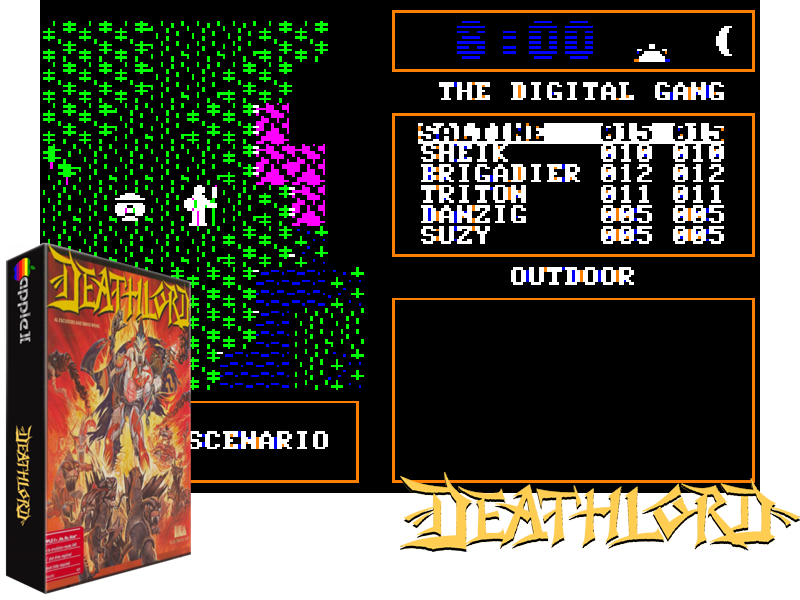 8:00
THE DIGITAL GANG
015 015
SHEIK 010 010
BRIGADIER 012 012
TRITON 011 011
DANZIG 005 005
SUZY 005 005
OUTDOOR
SCENARIO
apple II
DEATHLORD
DEATHLORD
DEATHLORD